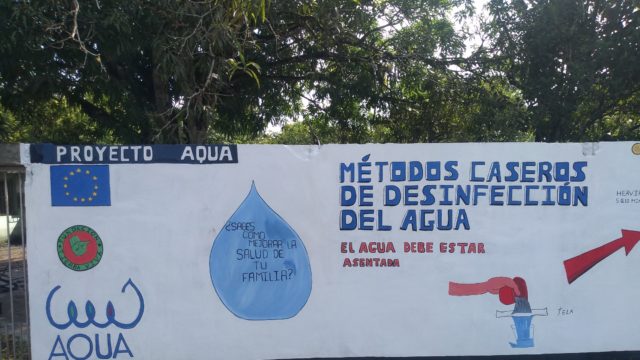 PROYECTO AQUA
¿SABES
CÓMO
MEJORAR LA
SALUD DE
TU
FAMILIA?
AQUA
MÉTODOS CASEROS
DE DESINFECCIÓN
DEL AGUA
EL AGUA DEBE ESTAR
ASENTADA
TELA